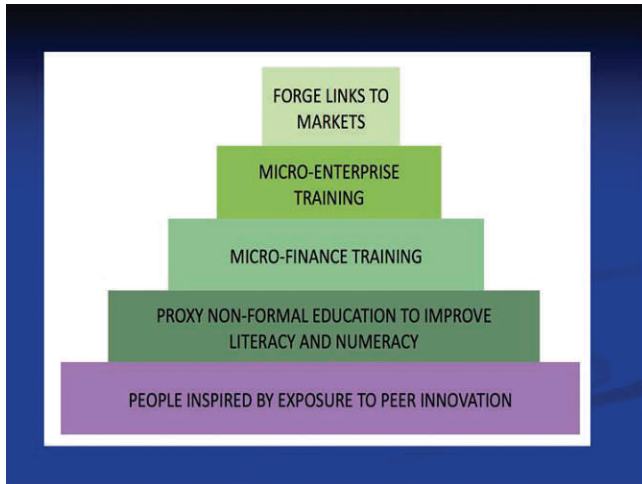 FORGE LINKS TO
MARKETS
MICRO-ENTERPRISE
TRAINING
MICRO-FINANCE TRAINING
PROXY NON-FORMAL EDUCATION TO IMPROVE
LITERACY AND NUMERACY
PEOPLE INSPIRED BY EXPOSURE TO PEER INNOVATION